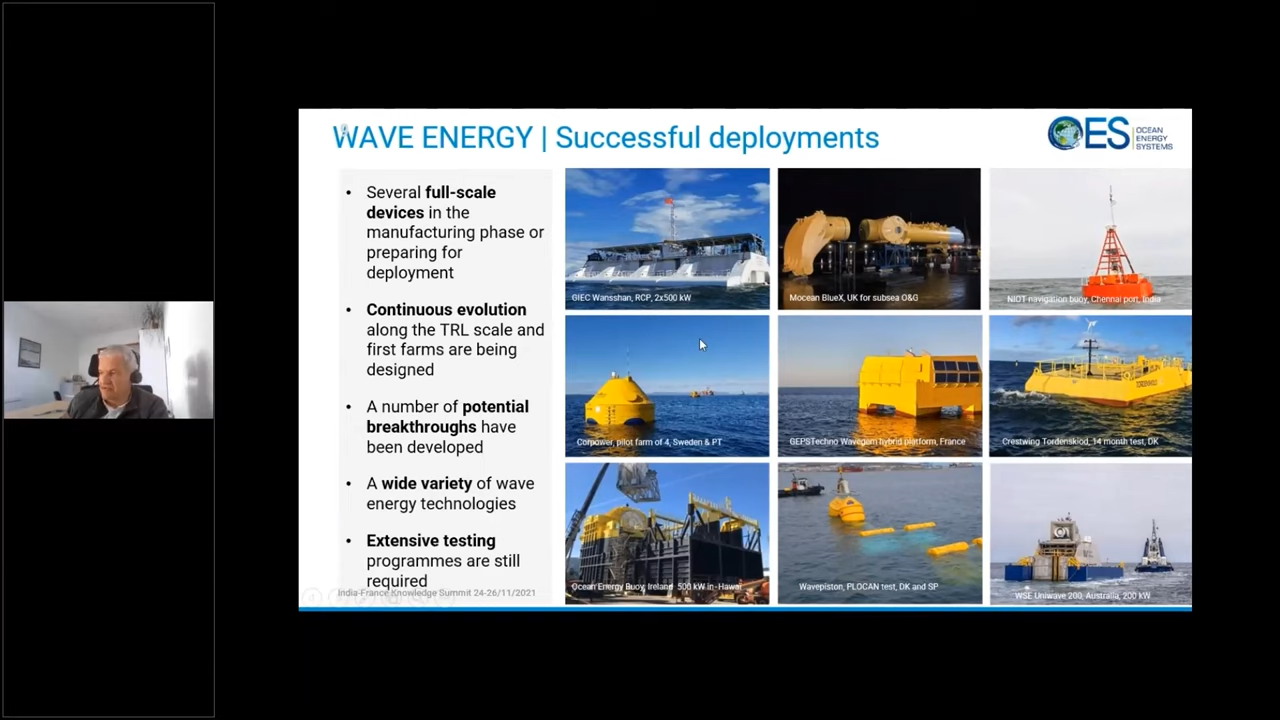 WAVE ENERGY | Successful deployments
OES
OCEAN
ENERGY
SYSTEMS
• Several full-scale
devices in the
manufacturing phase or
preparing for
deployment
• Continuous evolution
along the TRL scale and
first farms are being
designed
• A number of potential
breakthroughs have
been developed
• A wide variety of wave
energy technologies
• Extensive testing
programmes are still
required
India-France Knowledge Summit 24-26/11/2021
GIEC Wansshan, RCP, 2x500 kW
Mocean BlueX, UK for subsea O&G
NIOT navigation buoy, Chennai port, India
Corpower, pilot farm of 4, Sweden & PT
GEPSTechno Wavegem hybrid platform, France
Crestwing Tordenskiod, 14 month test, DK
Ocean Energy Buoy, Ireland 500 kW in-Hawai
Wavepiston, PLOCAN test, DK and SP
WSE Uniwave 200, Australia, 200 kW